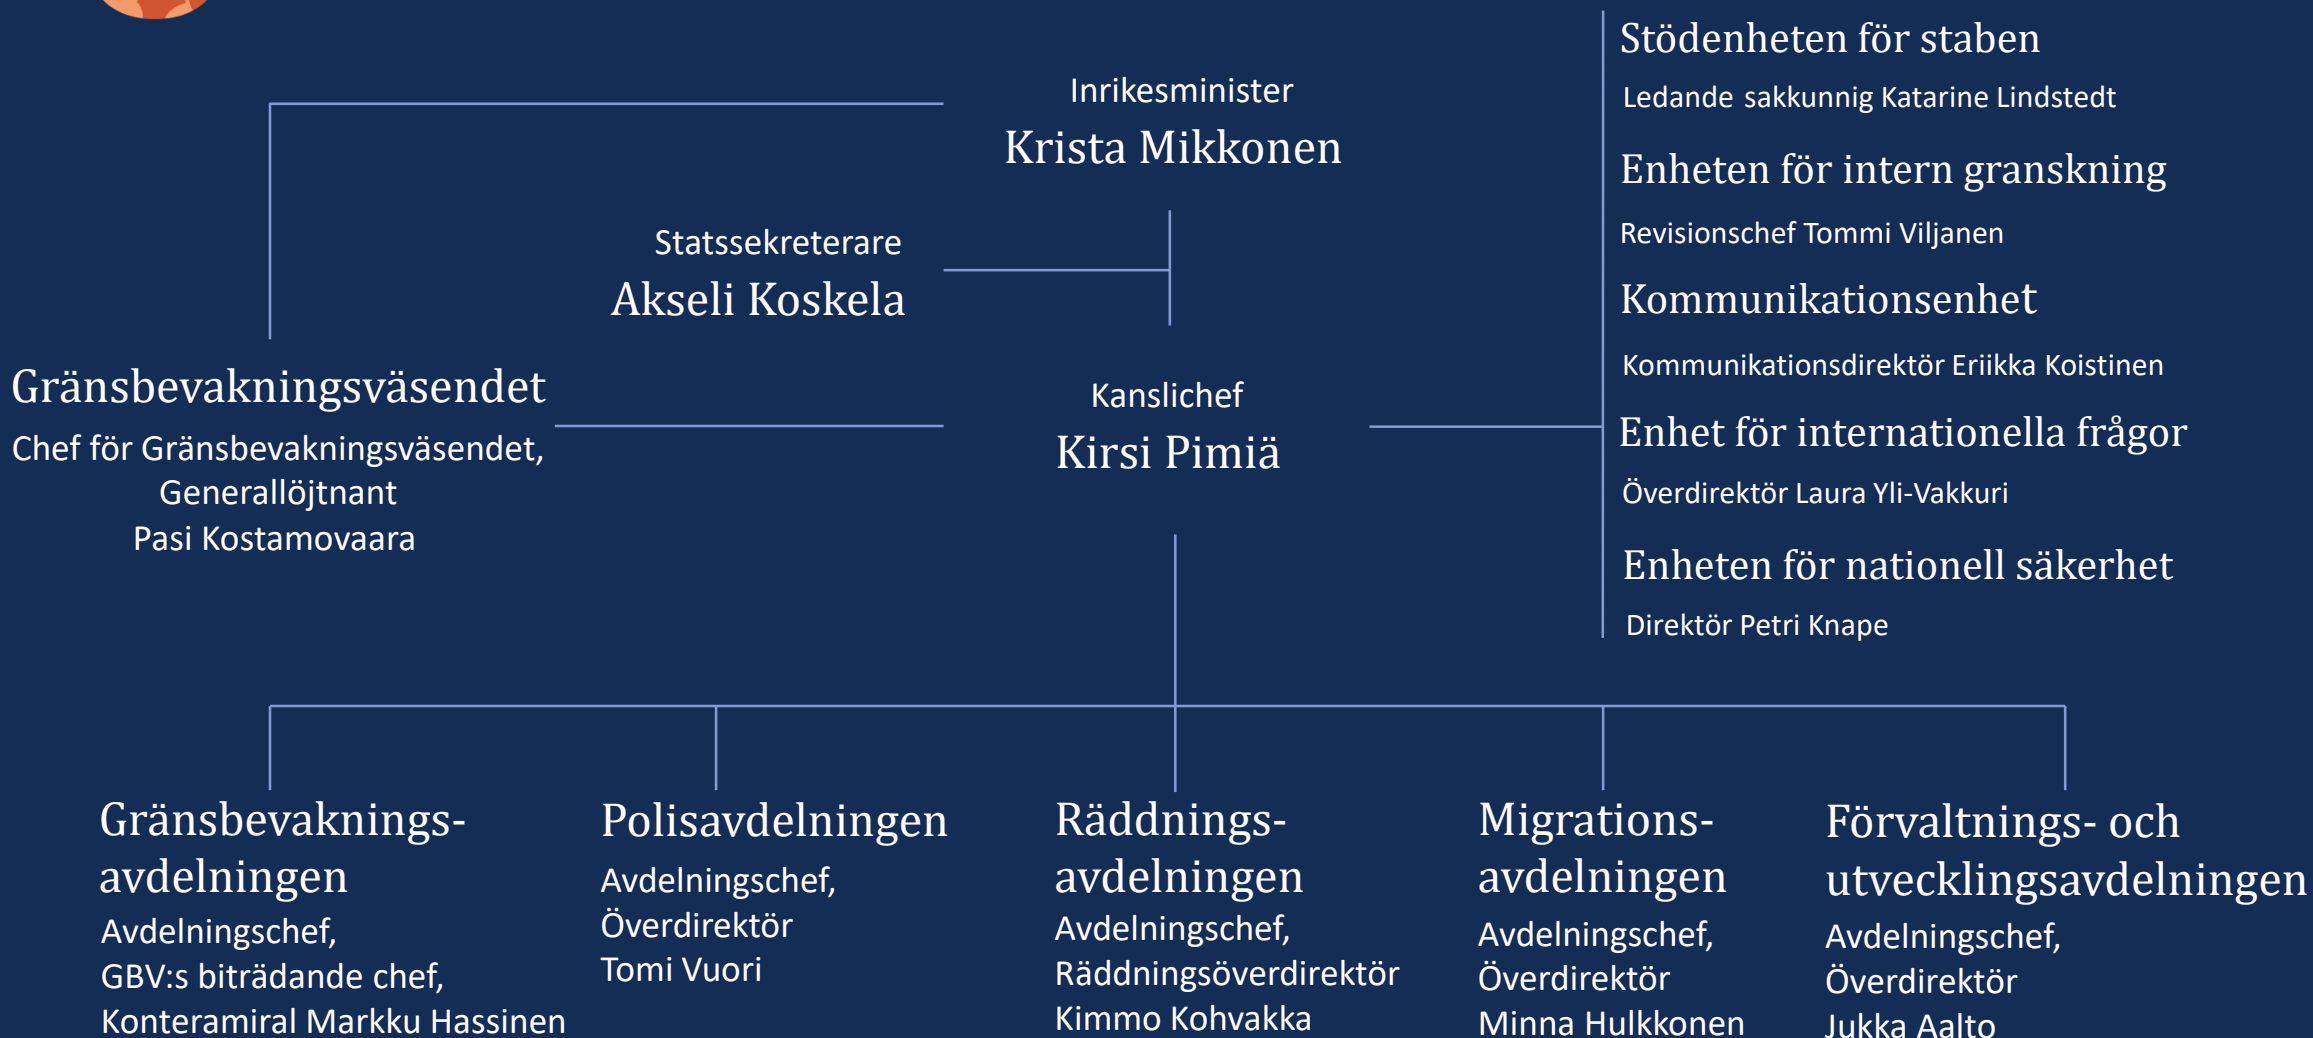 Inrikesminister
Krista Mikkonen
Statssekreterare
Akseli Koskela
Gränsbevakningsväsendet
Chef för Gränsbevakningsväsendet,
Generallöjtnant
Pasi Kostamovaara
Kanslichef
Kirsi Pimiä
Stödenheten för staben
Ledande sakkunnig Katarine Lindstedt
Enheten för intern granskning
Revisionschef Tommi Viljanen
Kommunikationsenhet
Kommunikationsdirektör Eriikka Koistinen
Enhet för internationella frågor
Överdirektör Laura Yli-Vakkuri
Enheten för nationell säkerhet
Direktör Petri Knape
Gränsbevaknings-
avdelningen
Avdelningschef,
GBV:s biträdande chef,
Konteramiral Markku Hassinen
Polisavdelningen
Avdelningschef,
Överdirektör
Tomi Vuori
Räddnings-
avdelningen
Avdelningschef,
Räddningsöverdirektör
Kimmo Kohvakka
Migrations-
avdelningen
Avdelningschef,
Överdirektör
Minna Hulkkonen
Förvaltnings- och
utvecklingsavdelningen
Avdelningschef,
Överdirektör
Jukka Aalto